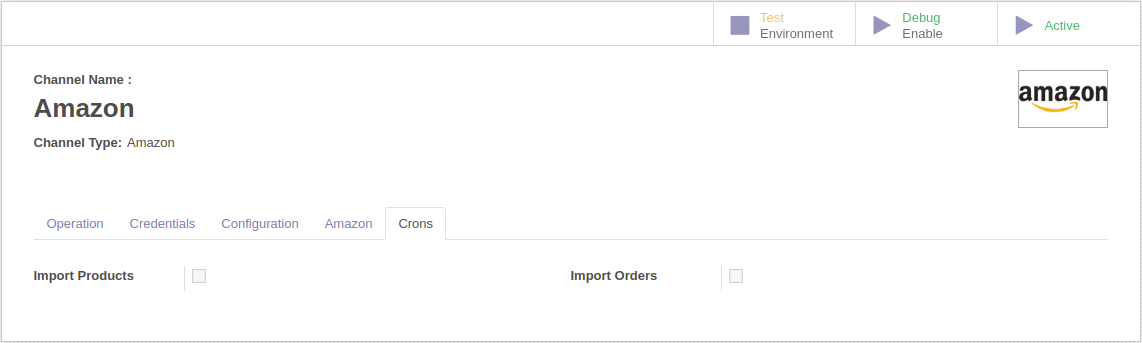 Test
Environment
Debug
Enable
Active
Channel Name :
Amazon
amazon
Channel Type: Amazon
Operation Credentials Configuration Amazon Crons
Import Products Import Orders